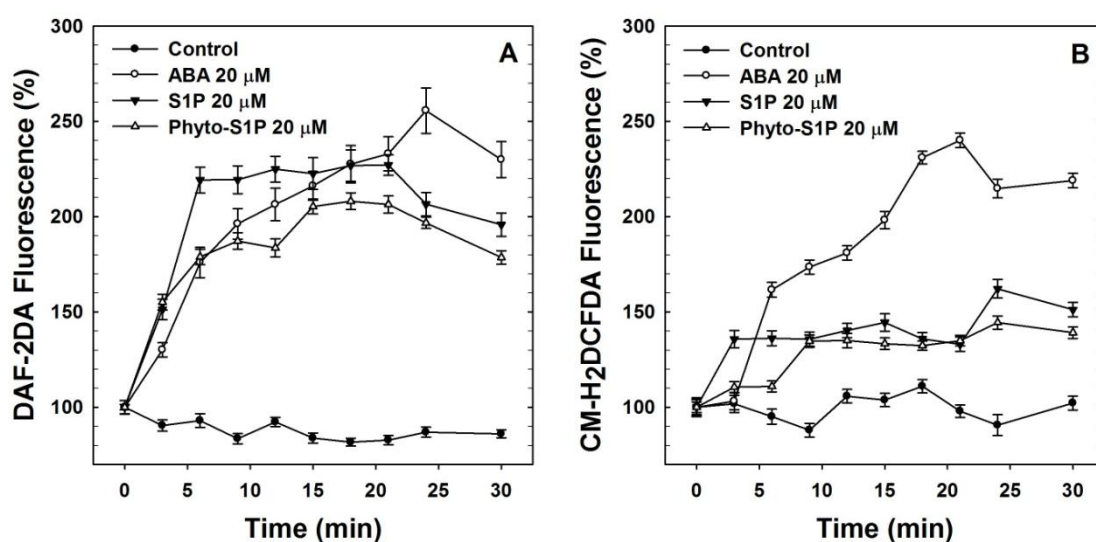 A
Control
ABA 20 μM
S1P 20 μM
Phyto-S1P 20 μM
DAF-2DA Fluorescence (%)
300
250
200
150
100
0 5 10 15 20 25 30
Time (min)
B
Control
ABA 20 μM
S1P 20 μM
Phyto-S1P 20 μM
CM-H2DCFDA Fluorescence (%)
300
250
200
150
100
0 5 10 15 20 25 30
Time (min)